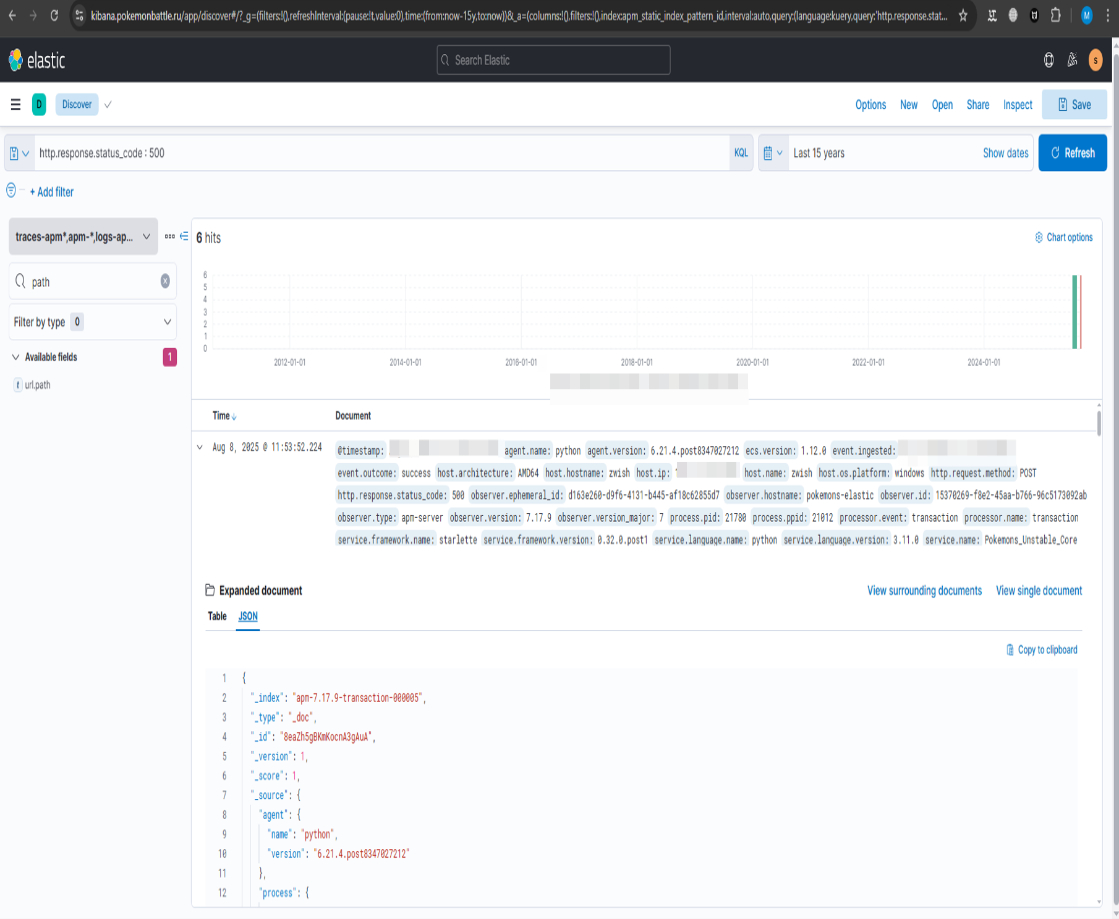 kibana.pokemonbattle.ru/app/discover#/?_g=(filters:!(),refreshInterval:(pause:!t,value:0),time:(from:now-15y,to:now))&_a=(columns:!(),filters:!(),index:apm_static_index_pattern_id,interval:auto,query:(language:kuery,query:'http.response.stat...
M
elastic
Search Elastic
s
D
Discover
Options
New
Open
Share
Inspect
Save
http.response.status_code : 500
KQL
Last 15 years
Show dates
Refresh
+ Add filter
traces-apm*,apm-*,logs-ap...
path
Filter by type 0
Available fields 1
t url.path
6 hits
Chart options
6
5
4
3
2
1
0
2012-01-01 2014-01-01 2016-01-01 2018-01-01 2020-01-01 2022-01-01 2024-01-01
Time Document
Aug 8, 2025 @ 11:53:52.224
@timestamp: agent.name: python agent.version: 6.21.4.post8347027212 ecs.version: 1.12.0 event.ingested:
event.outcome: success host.architecture: AMD64 host.hostname: zwish host.ip: host.name: zwish host.os.platform: windows http.request.method: POST
http.response.status_code: 500 observer.ephemeral_id: d163e260-d9f6-4131-b445-af18c62855d7 observer.hostname: pokemons-elastic observer.id: 15370269-f8e2-45aa-b766-96c5173092ab
observer.type: apm-server observer.version: 7.17.9 observer.version_major: 7 process.pid: 21780 process.ppid: 21012 processor.event: transaction processor.name: transaction
service.framework.name: starlette service.framework.version: 0.32.0.post1 service.language.name: python service.language.version: 3.11.0 service.name: Pokemons_Unstable_Core
Expanded document
View surrounding documents View single document
Table JSON
Copy to clipboard
1 {
2 "_index": "apm-7.17.9-transaction-000005",
3 "_type": "_doc",
4 "_id": "8eaZh5gBKmKocnA3gAuA",
5 "_version": 1,
6 "_score": 1,
7 "_source": {
8 "agent": {
9 "name": "python",
10 "version": "6.21.4.post8347027212"
11 },
12 "process": {